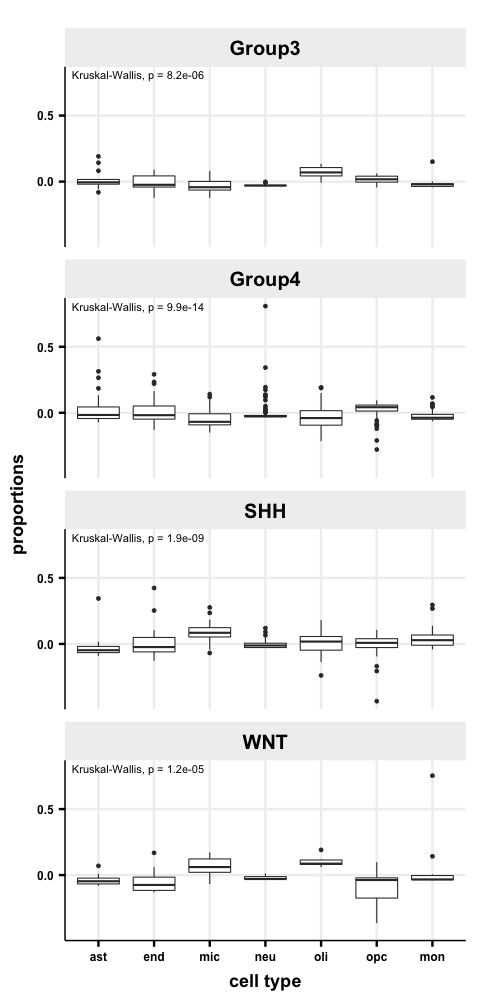 Group3
Kruskal-Wallis, p = 8.2e-06
0.5
0.0
Group4
Kruskal-Wallis, p = 9.9e-14
0.5
0.0
proportions
SHH
Kruskal-Wallis, p = 1.9e-09
0.5
0.0
WNT
Kruskal-Wallis, p = 1.2e-05
0.5
0.0
ast end mic neu oli opc mon
cell type